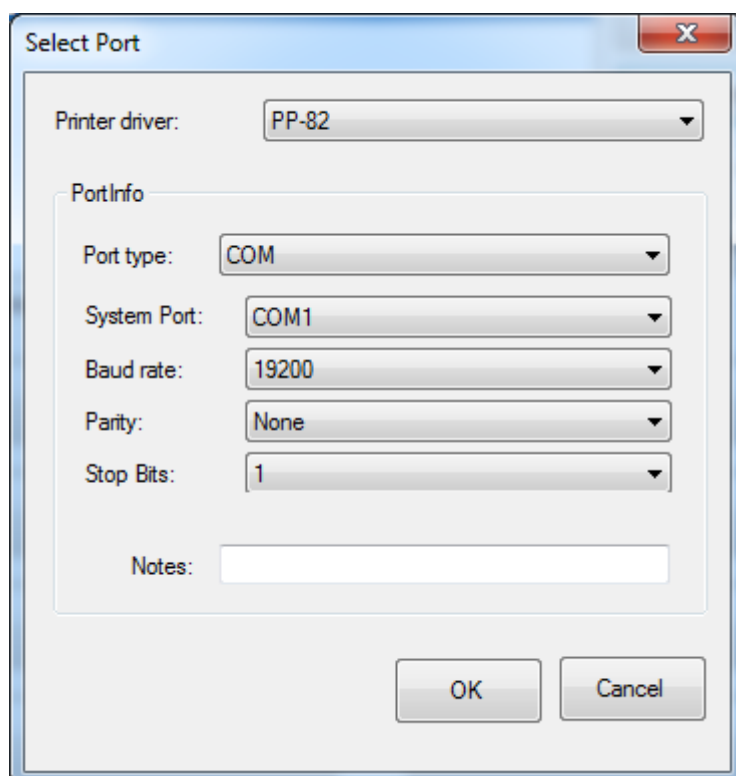 Select Port
Printer driver: PP-82
PortInfo
Port type: COM
System Port: COM1
Baud rate: 19200
Parity: None
Stop Bits: 1
Notes:
OK Cancel